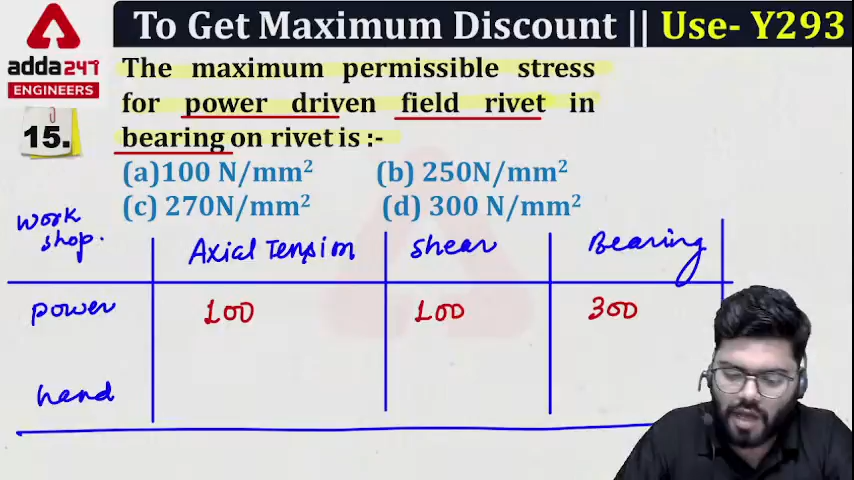 To Get Maximum Discount || Use- Y293
adda247
ENGINEERS
15.
The maximum permissible stress
for power driven field rivet in
bearing on rivet is :-
(a)100 N/mm² (b) 250N/mm²
(c) 270N/mm² (d) 300 N/mm²
work shop. Axial Tension shear Bearing
power 100 100 300
hand